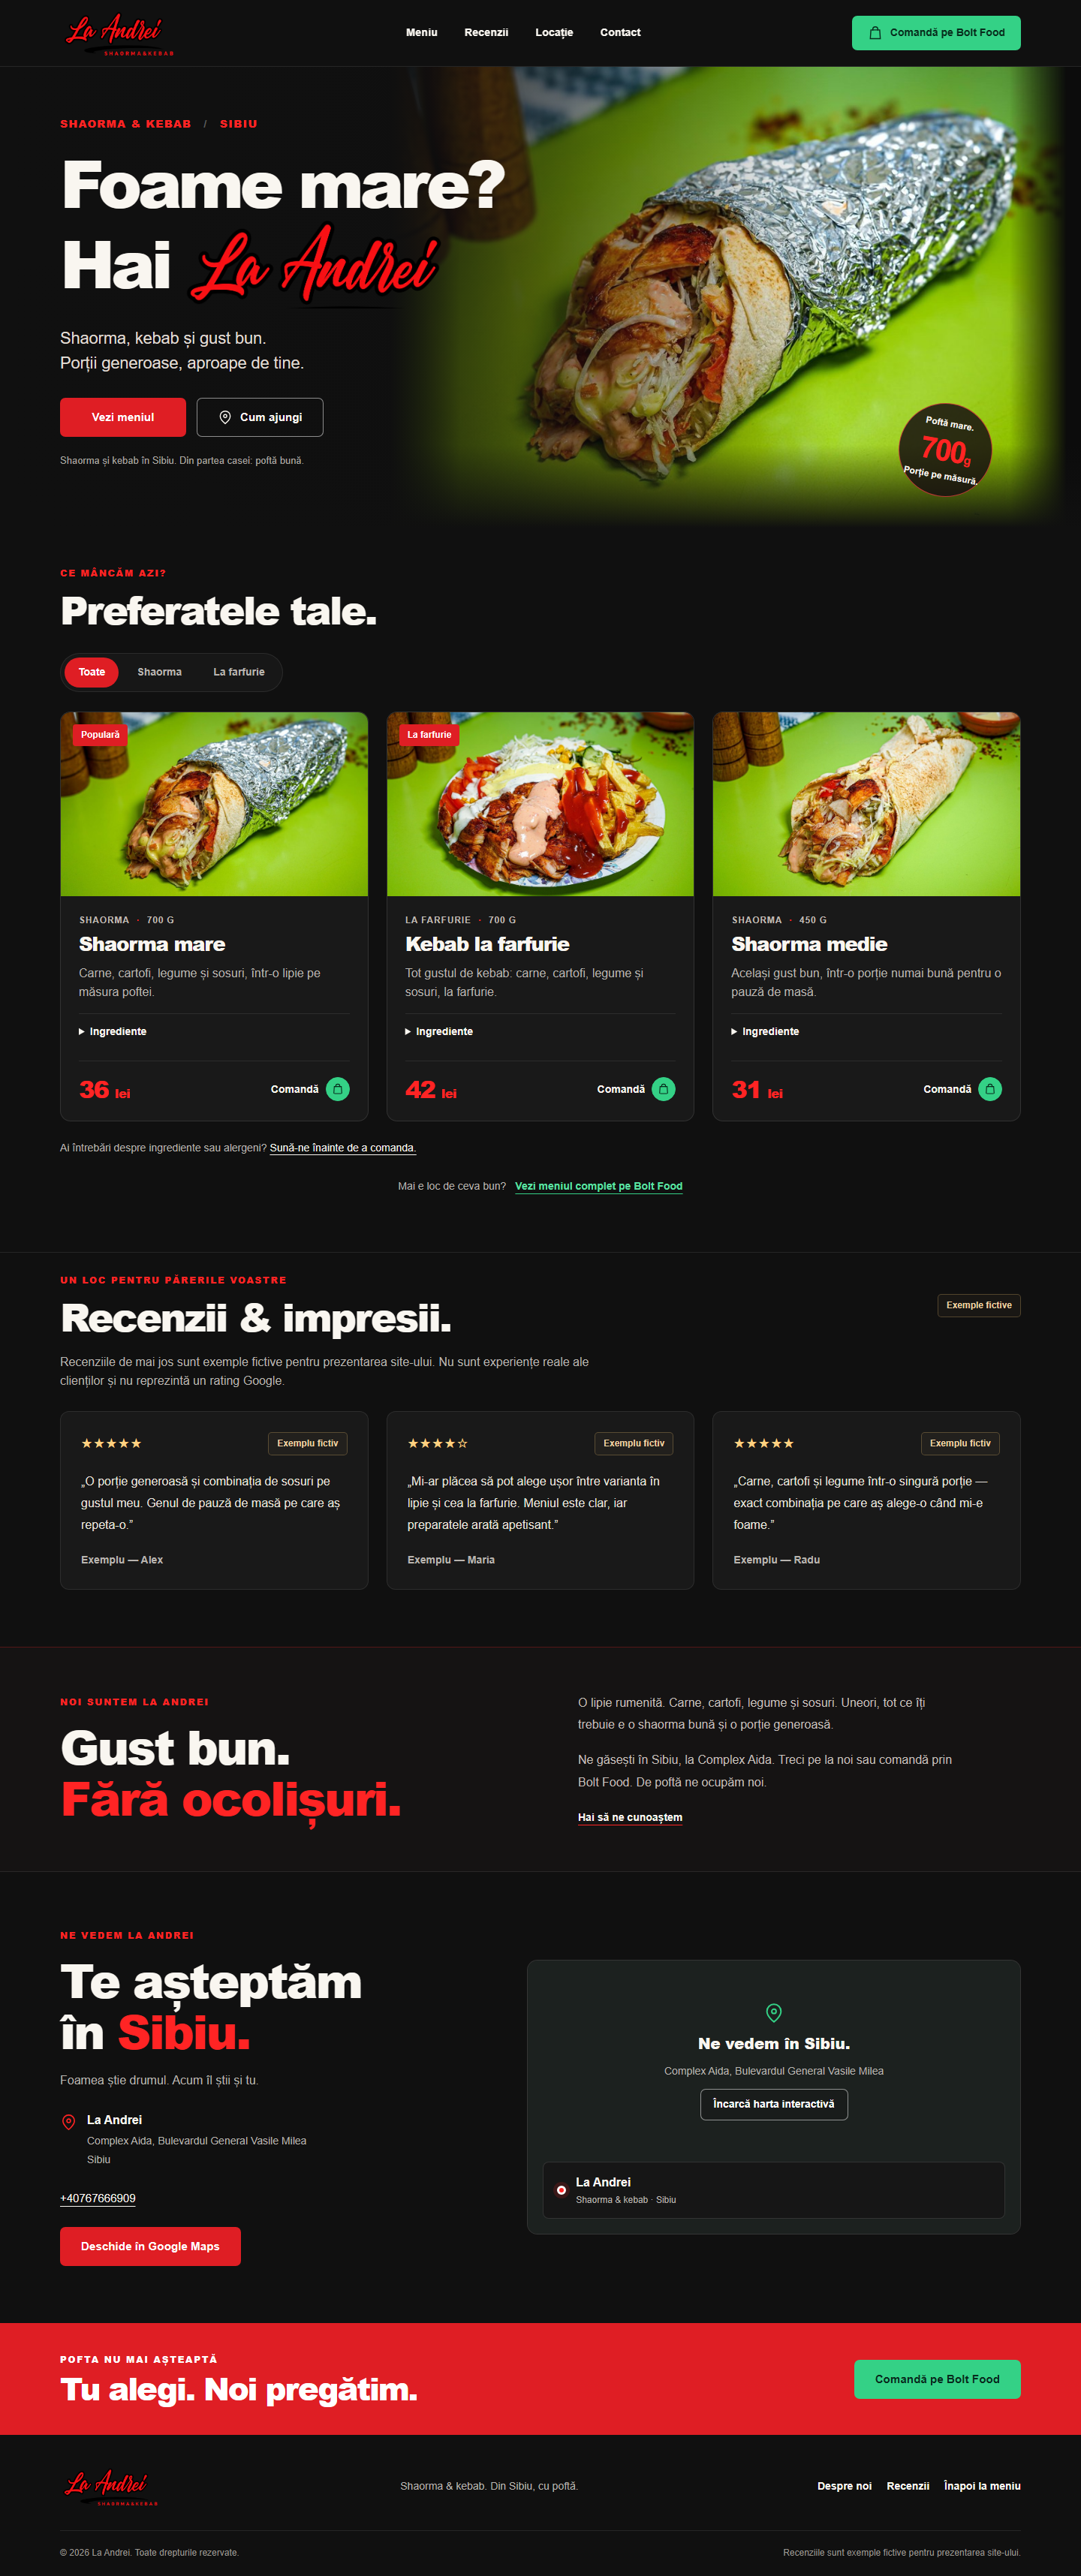 La Andrei
SHAORMA&KEBAB
Meniu
Recenzii
Locație
Contact
Comandă pe Bolt Food
SHAORMA & KEBAB / SIBIU
Foame mare?
Hai La Andrei
Shaorma, kebab și gust bun.
Porții generoase, aproape de tine.
Vezi meniul
Cum ajungi
Shaorma și kebab în Sibiu. Din partea casei: poftă bună.
Poftă mare.
700g
Porție pe măsură.
CE MÂNCĂM AZI?
Preferatele tale.
Toate
Shaorma
La farfurie
Populară
SHAORMA · 700 G
Shaorma mare
Carne, cartofi, legume și sosuri, într-o lipie pe
măsura poftei.
Ingrediente
36 lei
Comandă
La farfurie
LA FARFURIE · 700 G
Kebab la farfurie
Tot gustul de kebab: carne, cartofi, legume și
sosuri, la farfurie.
Ingrediente
42 lei
Comandă
SHAORMA · 450 G
Shaorma medie
Același gust bun, într-o porție numai bună pentru o
pauză de masă.
Ingrediente
31 lei
Comandă
Ai întrebări despre ingrediente sau alergeni? Sună-ne înainte de a comanda.
Mai e loc de ceva bun? Vezi meniul complet pe Bolt Food
UN LOC PENTRU PĂRERILE VOASTRE
Recenzii & impresii.
Exemple fictive
Recenziile de mai jos sunt exemple fictive pentru prezentarea site-ului. Nu sunt experiențe reale ale
clienților și nu reprezintă un rating Google.
★★★★★
Exemplu fictiv
„O porție generoasă și combinația de sosuri pe
gustul meu. Genul de pauză de masă pe care aș
repeta-o.”
Exemplu — Alex
★★★★☆
Exemplu fictiv
„Mi-ar plăcea să pot alege ușor între varianta în
lipie și cea la farfurie. Meniul este clar, iar
preparatele arată apetisant.”
Exemplu — Maria
★★★★★
Exemplu fictiv
„Carne, cartofi și legume într-o singură porție —
exact combinația pe care aș alege-o când mi-e
foame.”
Exemplu — Radu
NOI SUNTEM LA ANDREI
Gust bun.
Fără ocolișuri.
O lipie rumenită. Carne, cartofi, legume și sosuri. Uneori, tot ce îți
trebuie e o shaorma bună și o porție generoasă.
Ne găsești în Sibiu, la Complex Aida. Treci pe la noi sau comandă prin
Bolt Food. De poftă ne ocupăm noi.
Hai să ne cunoaștem
NE VEDEM LA ANDREI
Te așteptăm
în Sibiu.
Foamea știe drumul. Acum îl știi și tu.
La Andrei
Complex Aida, Bulevardul General Vasile Milea
Sibiu
+40767666909
Deschide în Google Maps
Ne vedem în Sibiu.
Complex Aida, Bulevardul General Vasile Milea
Încarcă harta interactivă
La Andrei
Shaorma & kebab · Sibiu
POFTA NU MAI AȘTEAPTĂ
Tu alegi. Noi pregătim.
Comandă pe Bolt Food
La Andrei
SHAORMA&KEBAB
Shaorma & kebab. Din Sibiu, cu poftă.
Despre noi
Recenzii
Înapoi la meniu
© 2026 La Andrei. Toate drepturile rezervate.
Recenziile sunt exemple fictive pentru prezentarea site-ului.